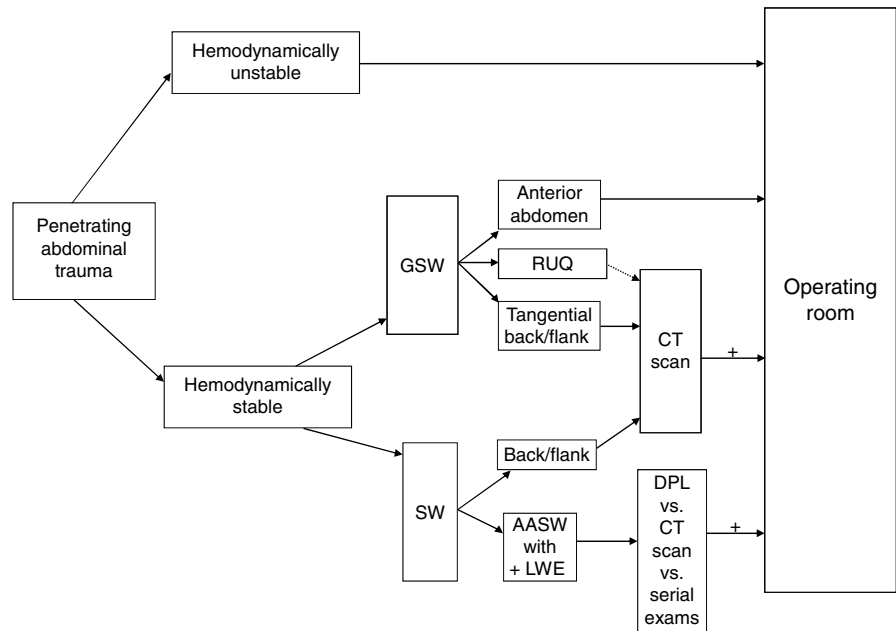 Hemodynamically
unstable
Penetrating
abdominal
trauma
Hemodynamically
stable
GSW
SW
Anterior
abdomen
RUQ
Tangential
back/flank
Back/flank
AASW
with
+ LWE
CT
scan
+
DPL
vs.
CT
scan
vs.
serial
exams
+
Operating
room